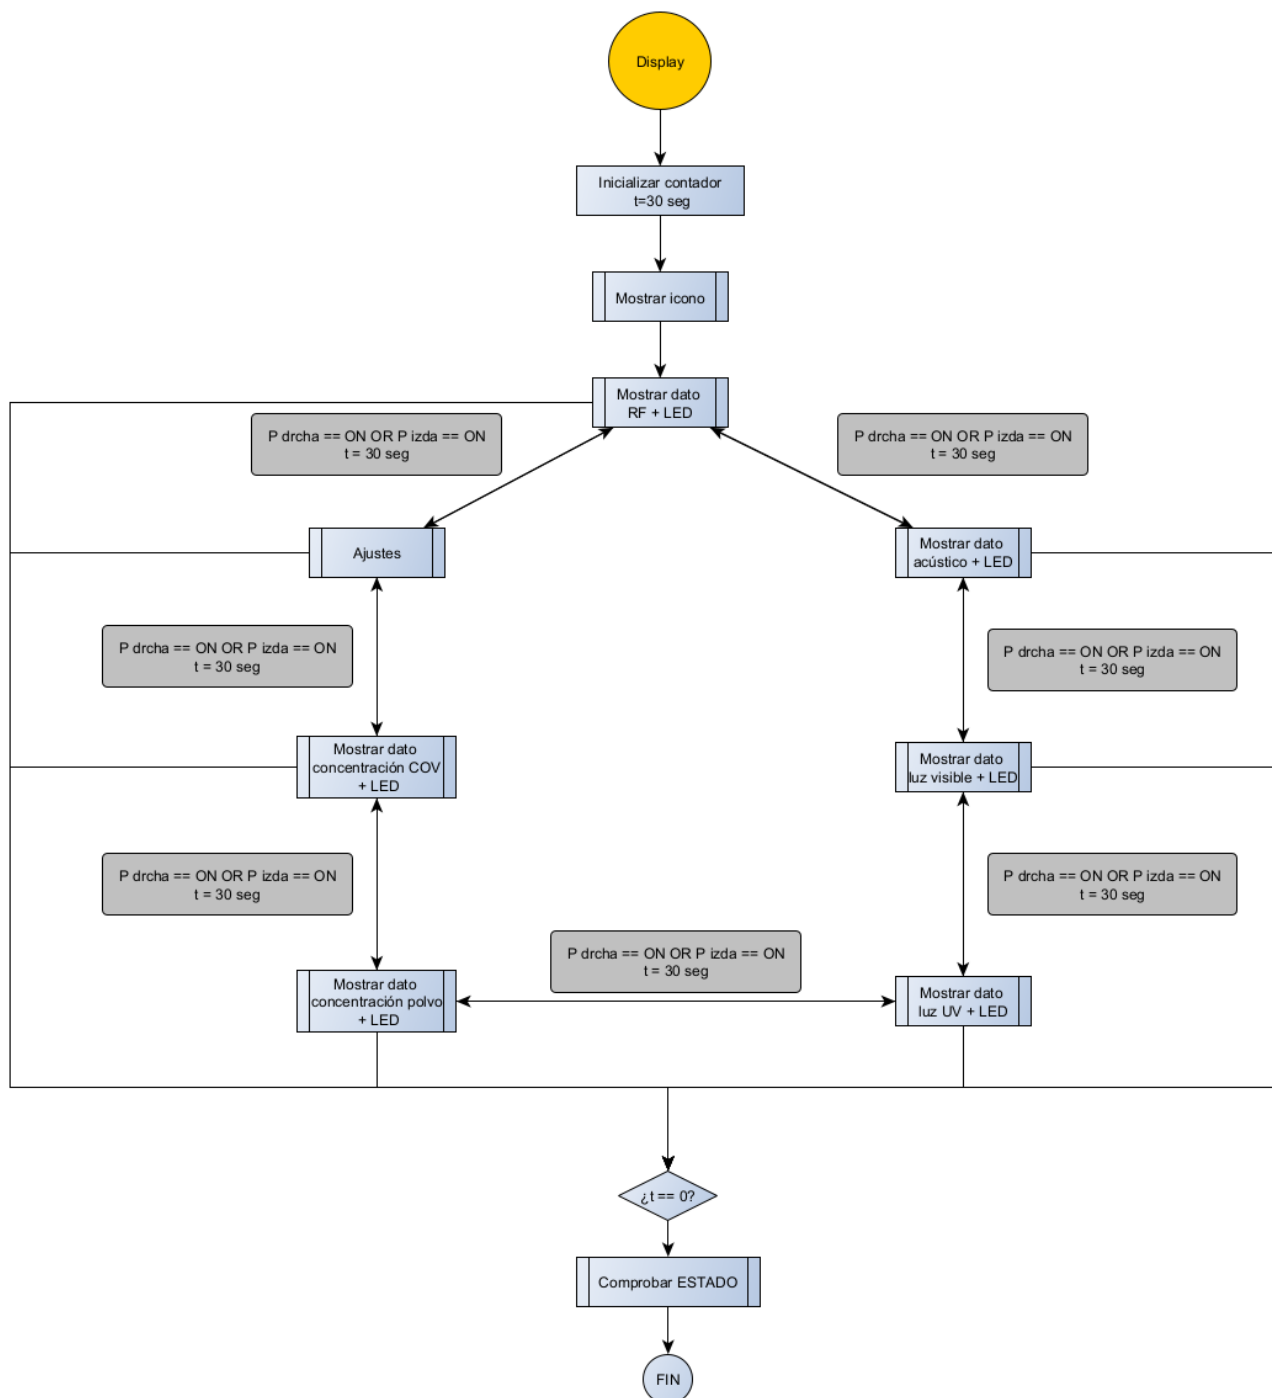 Display
Inicializar contador
t=30 seg
Mostrar icono
Mostrar dato
RF + LED
P drcha == ON OR P izda == ON
t = 30 seg
P drcha == ON OR P izda == ON
t = 30 seg
Ajustes
Mostrar dato
acústico + LED
P drcha == ON OR P izda == ON
t = 30 seg
P drcha == ON OR P izda == ON
t = 30 seg
Mostrar dato
concentración COV
+ LED
Mostrar dato
luz visible + LED
P drcha == ON OR P izda == ON
t = 30 seg
P drcha == ON OR P izda == ON
t = 30 seg
P drcha == ON OR P izda == ON
t = 30 seg
Mostrar dato
concentración polvo
+ LED
Mostrar dato
luz UV + LED
¿t == 0?
Comprobar ESTADO
FIN